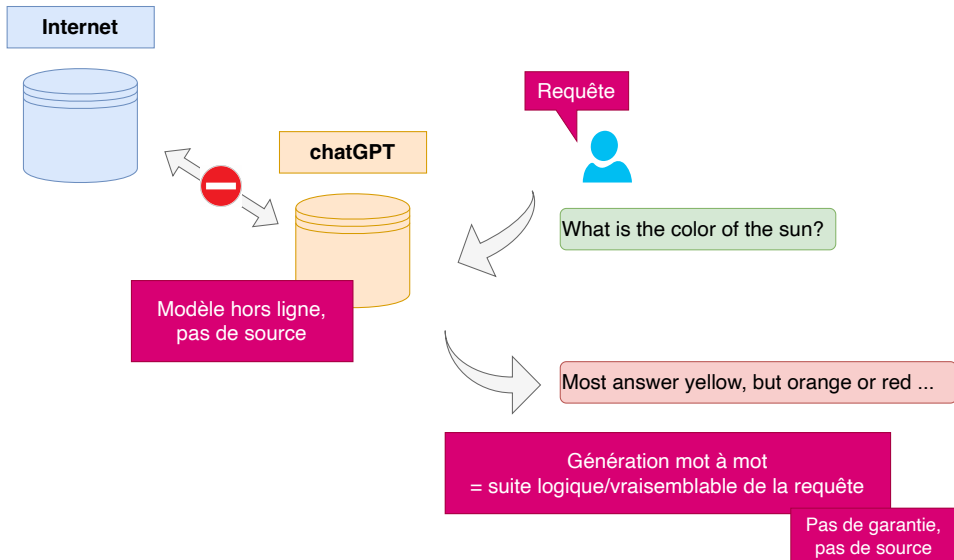 Internet
Requête
chatGPT
What is the color of the sun?
Modèle hors ligne,
pas de source
Most answer yellow, but orange or red ...
Génération mot à mot
= suite logique/vraisemblable de la requête
Pas de garantie,
pas de source